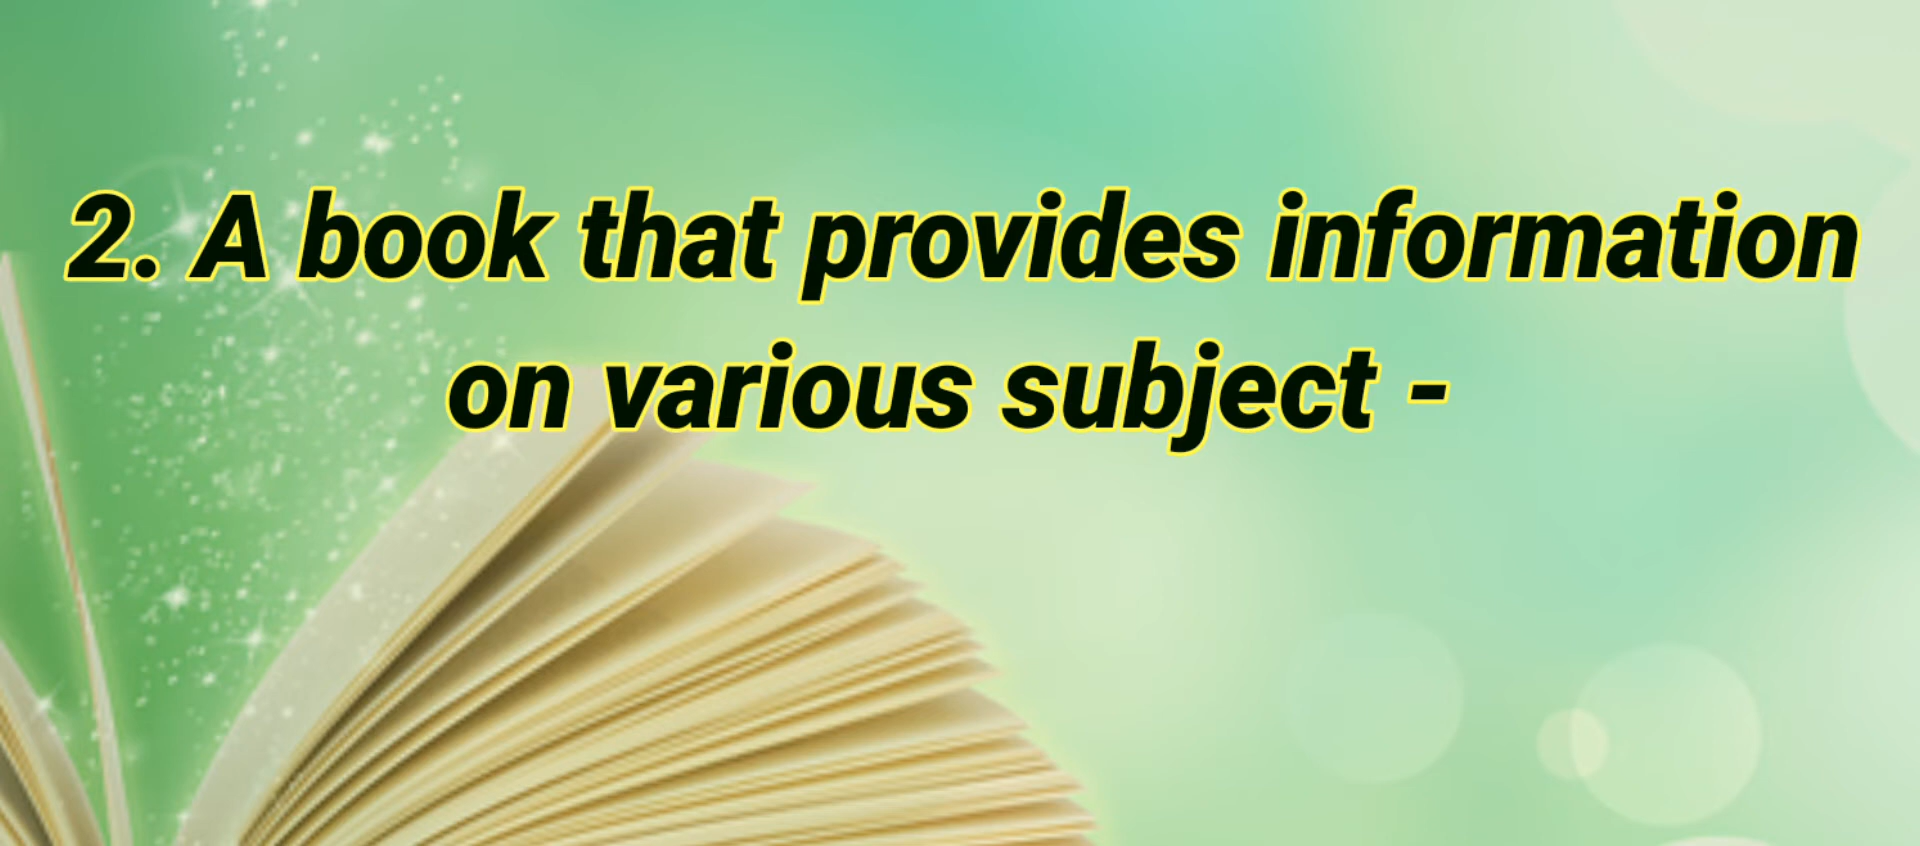 2. A book that provides information
on various subject -